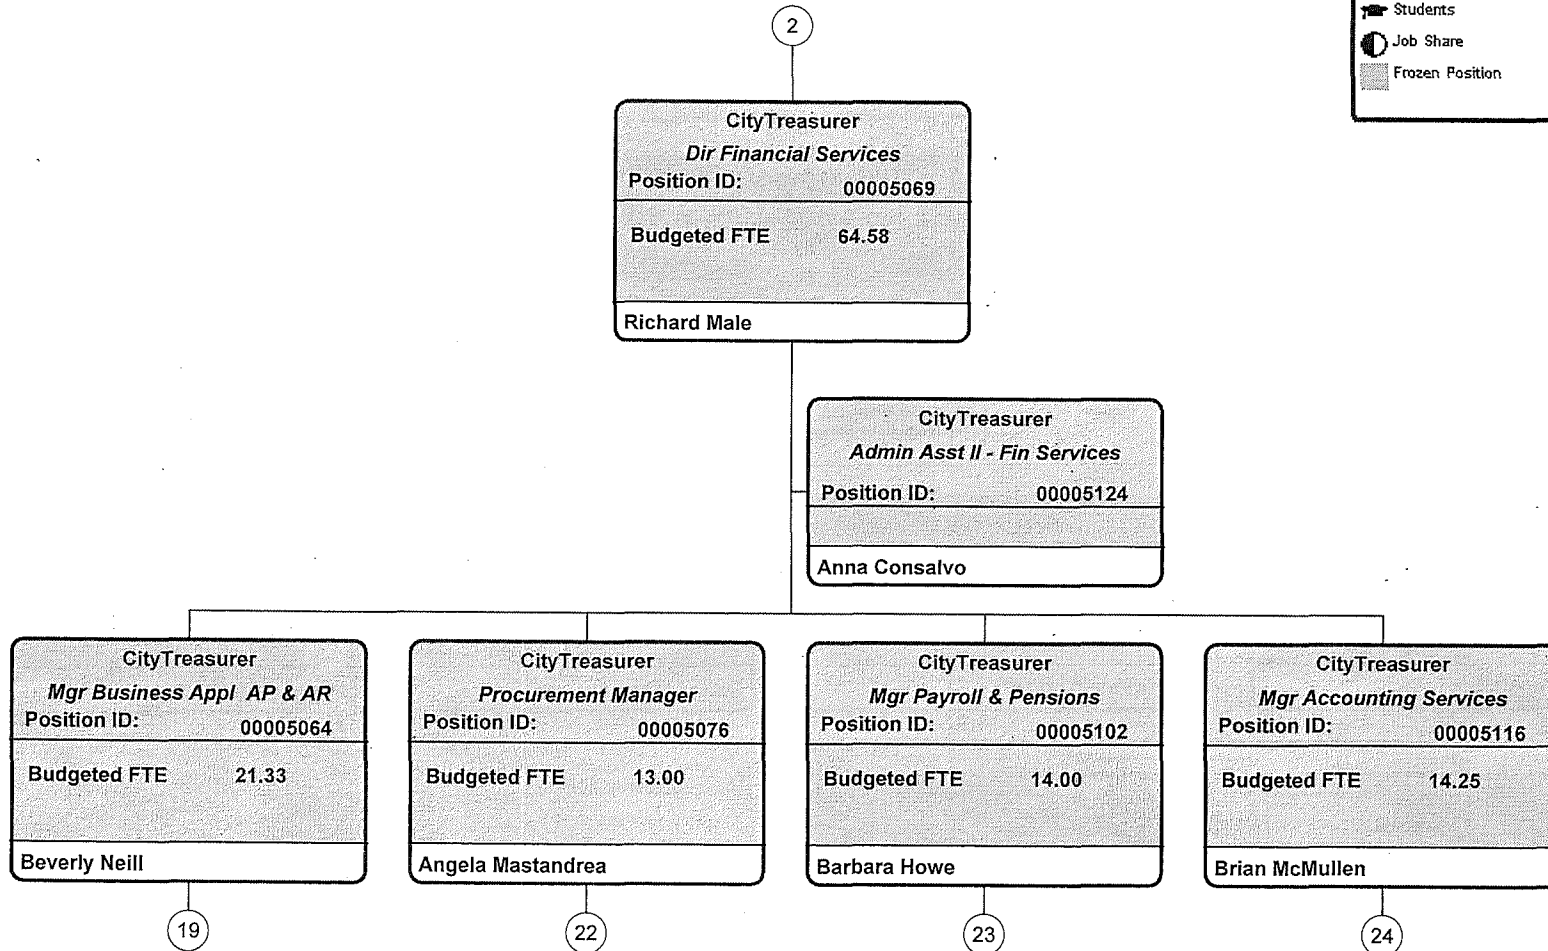 2
Students
Job Share
Frozen Position
CityTreasurer
Dir Financial Services
Position ID: 00005069
Budgeted FTE 64.58
Richard Male
CityTreasurer
Admin Asst II - Fin Services
Position ID: 00005124
Anna Consalvo
CityTreasurer
Mgr Business Appl AP & AR
Position ID: 00005064
Budgeted FTE 21.33
Beverly Neill
19
CityTreasurer
Procurement Manager
Position ID: 00005076
Budgeted FTE 13.00
Angela Mastandrea
22
CityTreasurer
Mgr Payroll & Pensions
Position ID: 00005102
Budgeted FTE 14.00
Barbara Howe
23
CityTreasurer
Mgr Accounting Services
Position ID: 00005116
Budgeted FTE 14.25
Brian McMullen
24